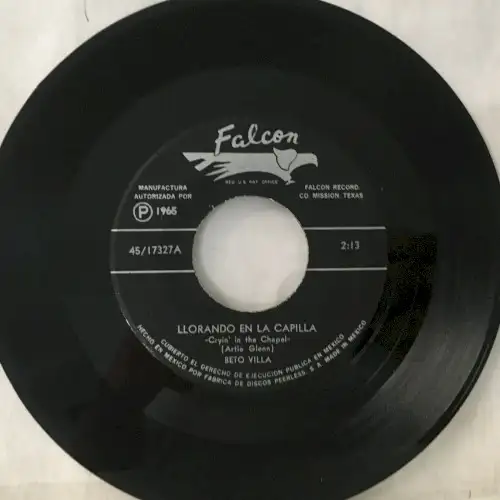 Falcon
REG U.S. PAT. OFFICE
MANUFACTURA
AUTORIZADA POR
FALCON RECORD.
CO. MISSION, TEXAS
Ⓟ 1965
45/17327A
2:13
LLORANDO EN LA CAPILLA
-Cryin' in the Chapel-
(Artie Glenn)
BETO VILLA
CUBIERTO EL DERECHO DE EJECUCION PUBLICA EN MEXICO
HECHO EN MEXICO POR FABRICA DE DISCOS PEERLESS, S A MADE IN MEXICO